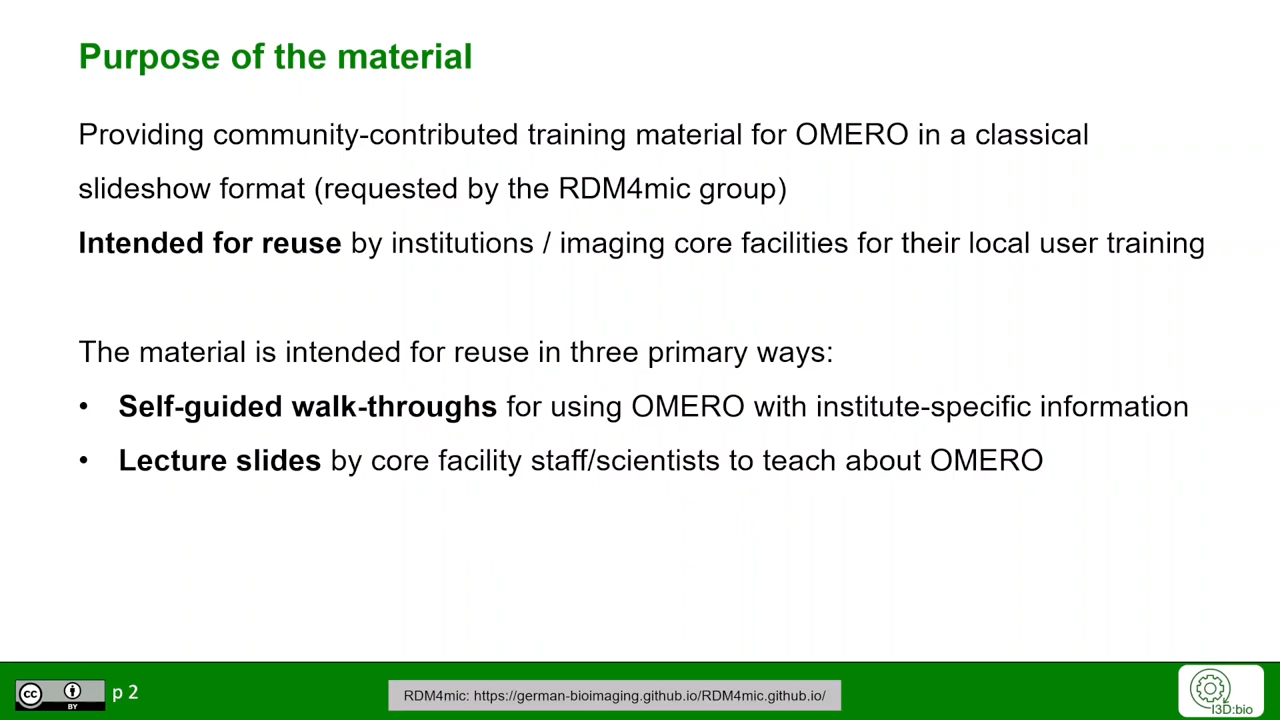 Purpose of the material
Providing community-contributed training material for OMERO in a classical
slideshow format (requested by the RDM4mic group)
Intended for reuse by institutions / imaging core facilities for their local user training
The material is intended for reuse in three primary ways:
• Self-guided walk-throughs for using OMERO with institute-specific information
• Lecture slides by core facility staff/scientists to teach about OMERO
cc
BY
p 2
RDM4mic: https://german-bioimaging.github.io/RDM4mic.github.io/
I3D:bio